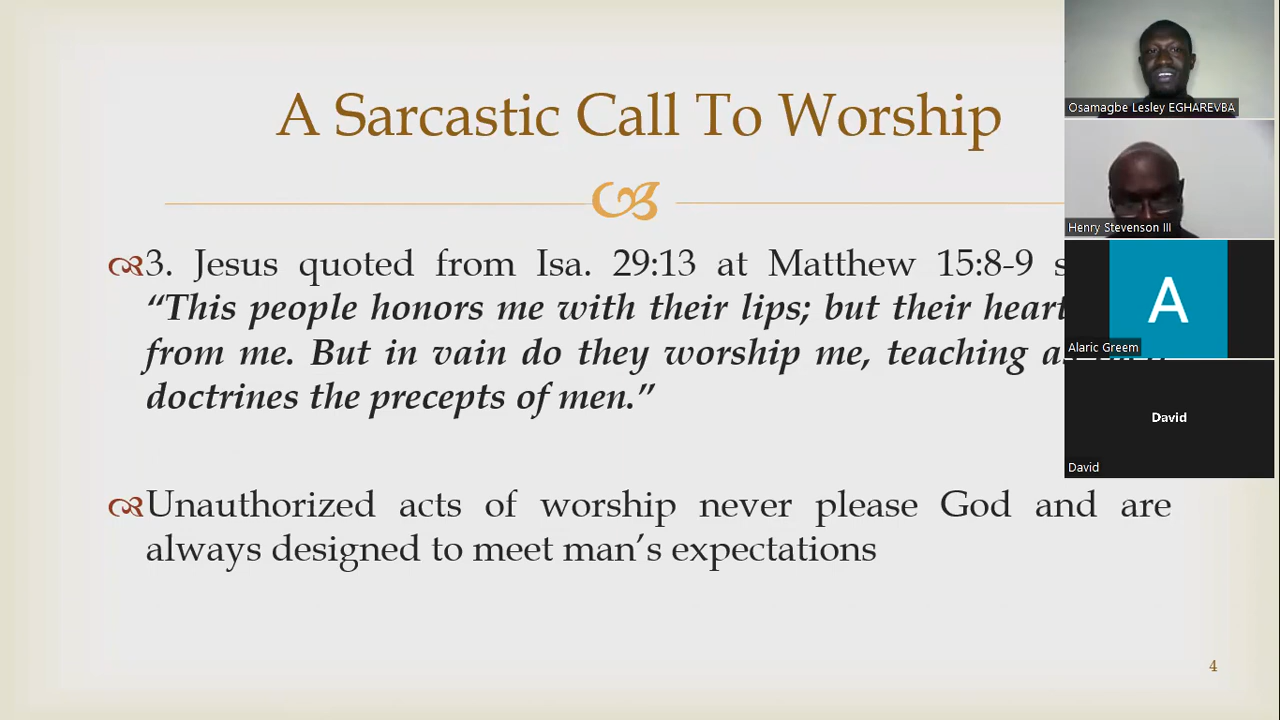 A Sarcastic Call To Worship
3. Jesus quoted from Isa. 29:13 at Matthew 15:8-9
“This people honors me with their lips; but their heart
from me. But in vain do they worship me, teaching
doctrines the precepts of men.”
Unauthorized acts of worship never please God and are
always designed to meet man’s expectations
4
Osamagbe Lesley EGHAREVBA
Henry Stevenson III
A
Alaric Greem
David
David